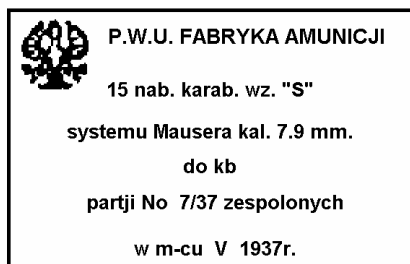 P.W.U. FABRYKA AMUNICJI
15 nab. karab. wz. "S"
systemu Mausera kal. 7.9 mm.
do kb
partji No 7/37 zespolonych
w m-cu V 1937r.